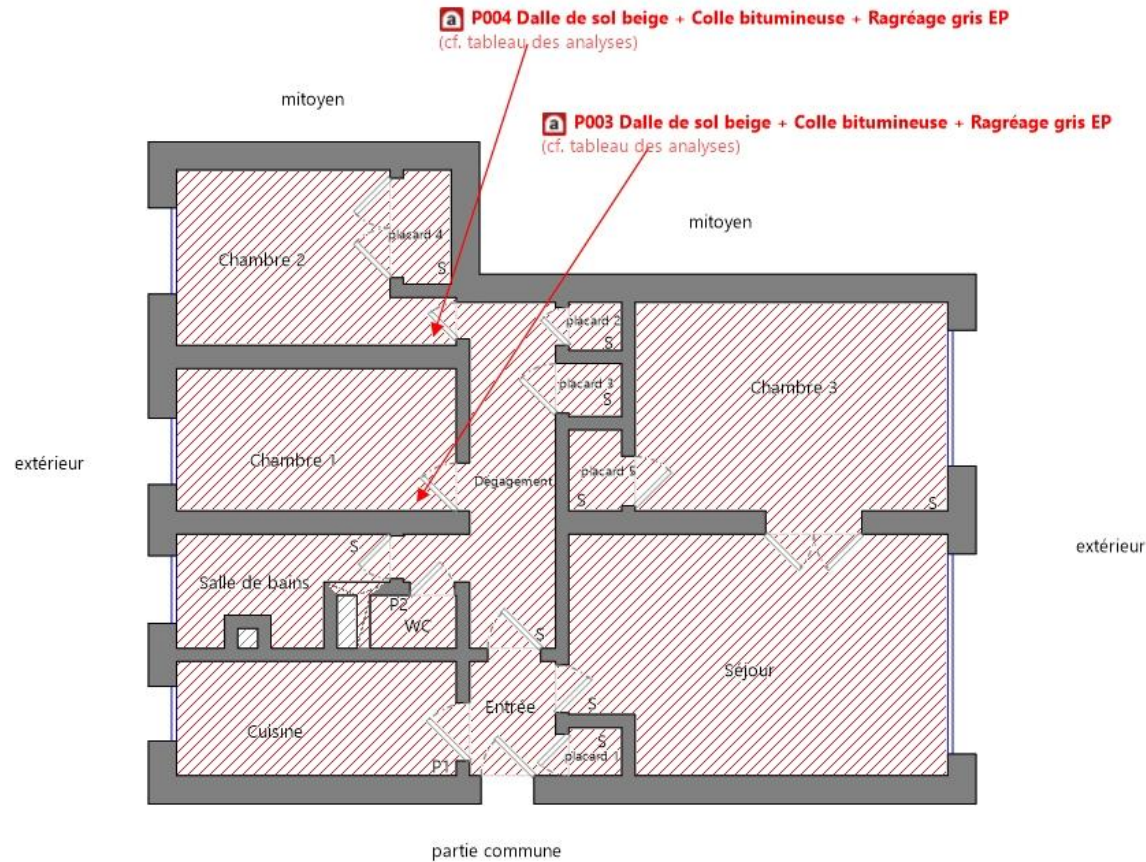 a P004 Dalle de sol beige + Colle bitumineuse + Ragréage gris EP
(cf. tableau des analyses)
mitoyen
a P003 Dalle de sol beige + Colle bitumineuse + Ragréage gris EP
(cf. tableau des analyses)
mitoyen
placard 4
Chambre 2
S
placard 2
S
placard 3
Chambre 3
S
extérieur
Chambre 1
placard 5
Dégagement
S
S
extérieur
S
Salle de bains
P2
WC
S
Séjour
Entrée
S
Cuisine
S
placard 1
P1
partie commune